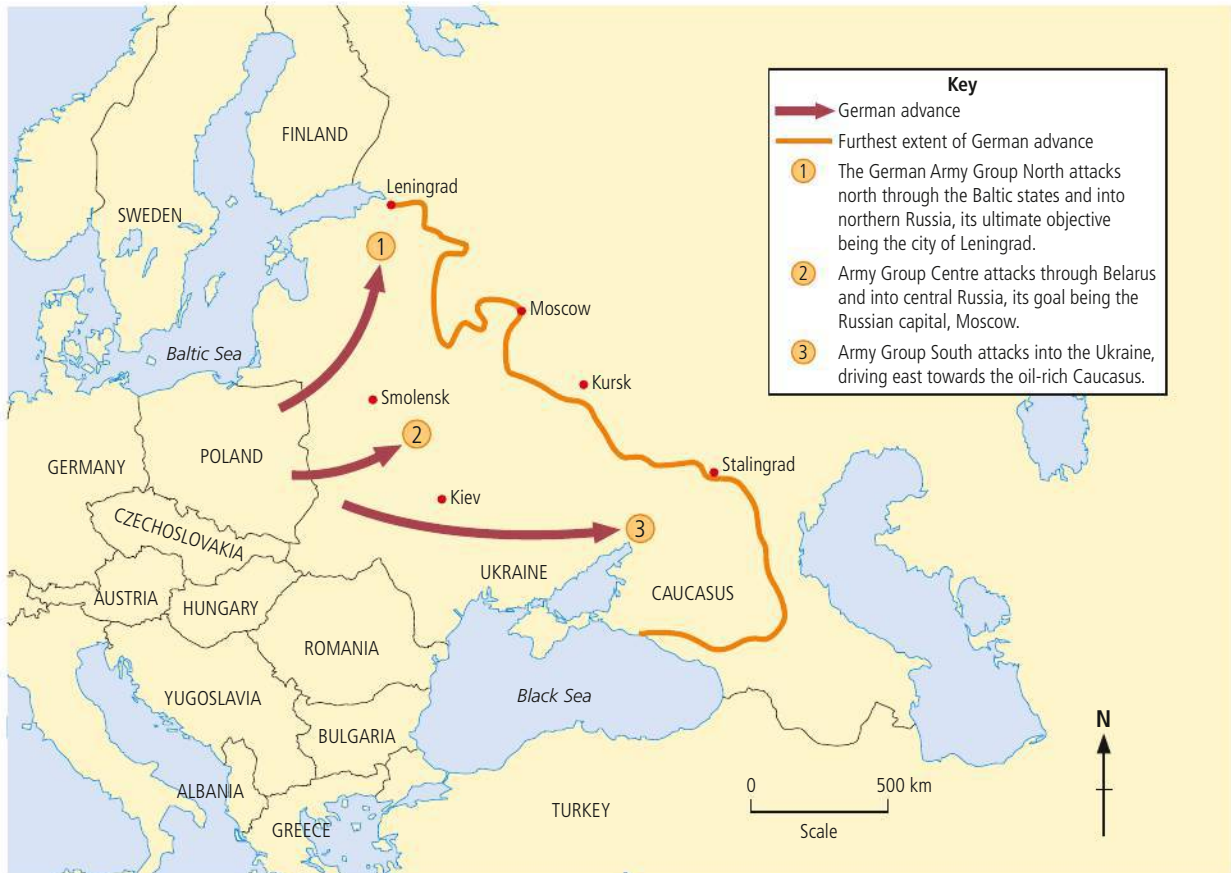 Key
German advance
Furthest extent of German advance
1
The German Army Group North attacks
north through the Baltic states and into
northern Russia, its ultimate objective
being the city of Leningrad.
2
Army Group Centre attacks through Belarus
and into central Russia, its goal being the
Russian capital, Moscow.
3
Army Group South attacks into the Ukraine,
driving east towards the oil-rich Caucasus.
FINLAND
Leningrad
SWEDEN
1
Moscow
Baltic Sea
Kursk
Smolensk
2
POLAND
GERMANY
Stalingrad
Kiev
CZECHOSLOVAKIA
3
UKRAINE
AUSTRIA
HUNGARY
CAUCASUS
ROMANIA
YUGOSLAVIA
Black Sea
BULGARIA
N
ALBANIA
0 500 km
Scale
TURKEY
GREECE